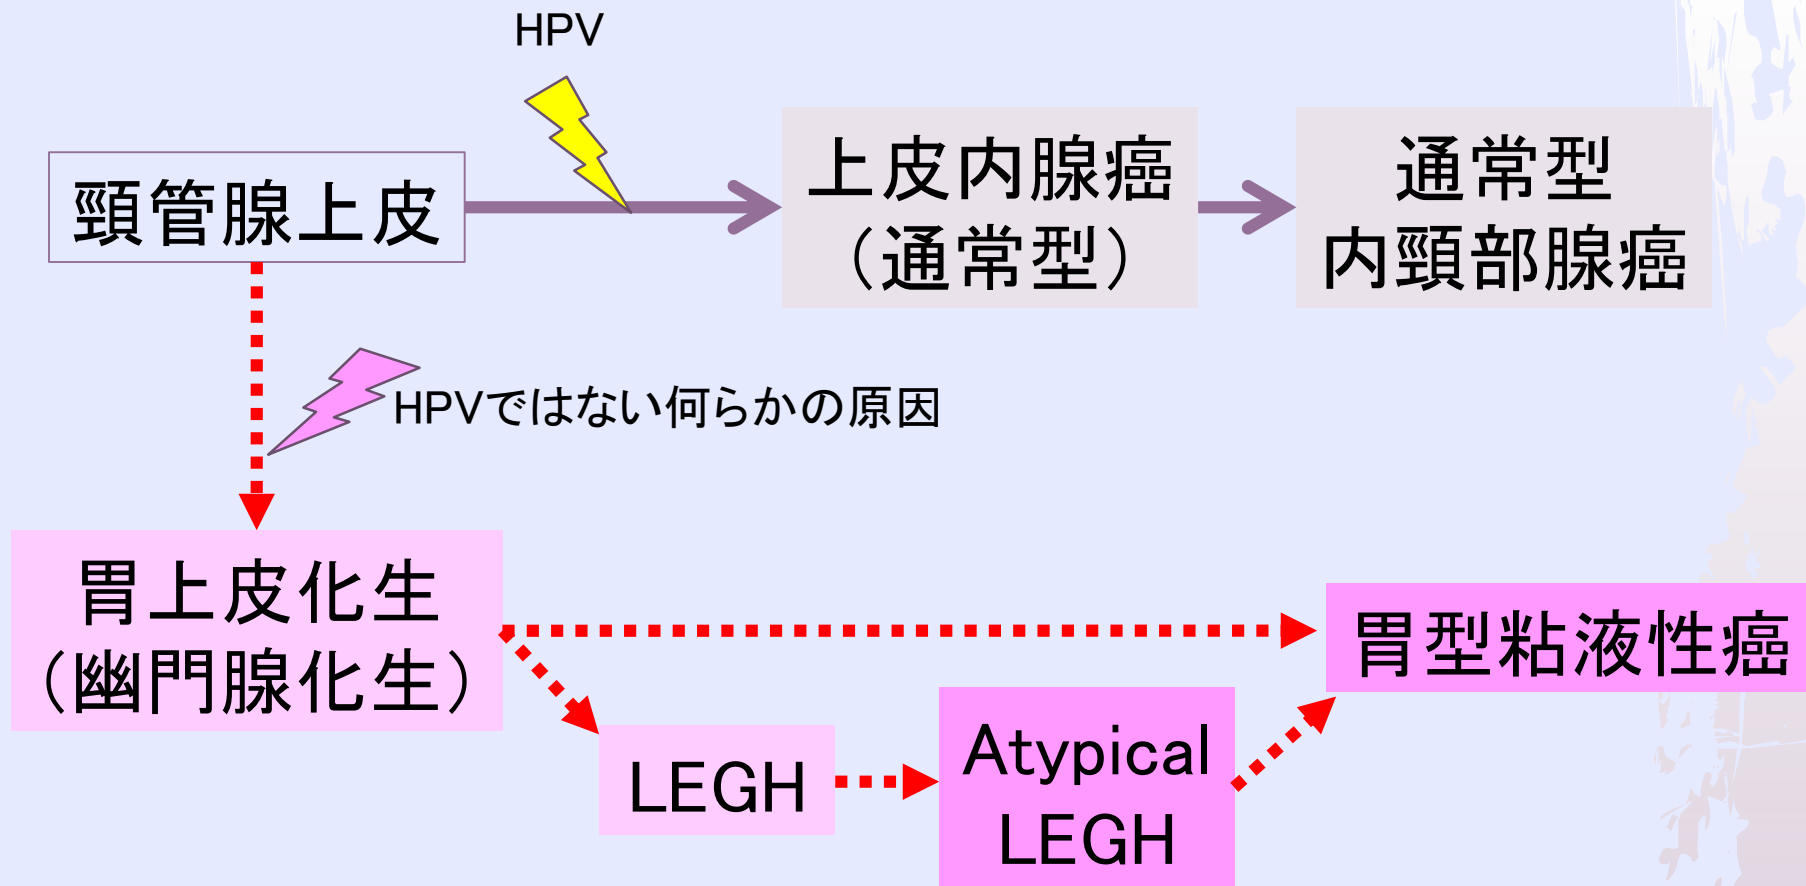 HPV
頸管腺上皮
上皮内腺癌
（通常型）
通常型
内頸部腺癌
HPVではない何らかの原因
胃上皮化生
（幽門腺化生）
胃型粘液性癌
LEGH
Atypical
LEGH